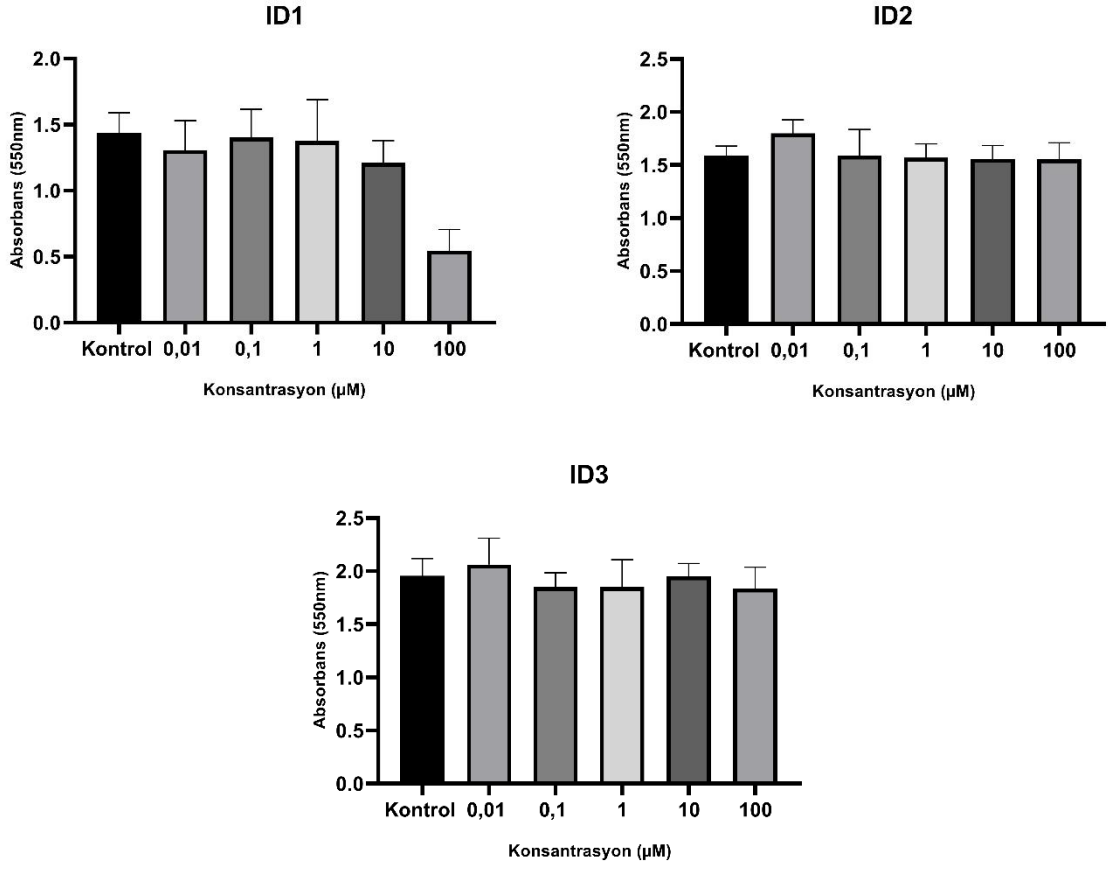 ID1
2.0
1.5
1.0
0.5
0.0
Absorbans (550nm)
Kontrol 0,01 0,1 1 10 100
Konsantrasyon (µM)
ID2
2.5
2.0
1.5
1.0
0.5
0.0
Absorbans (550nm)
Kontrol 0,01 0,1 1 10 100
Konsantrasyon (µM)
ID3
2.5
2.0
1.5
1.0
0.5
0.0
Absorbans (550nm)
Kontrol 0,01 0,1 1 10 100
Konsantrasyon (µM)